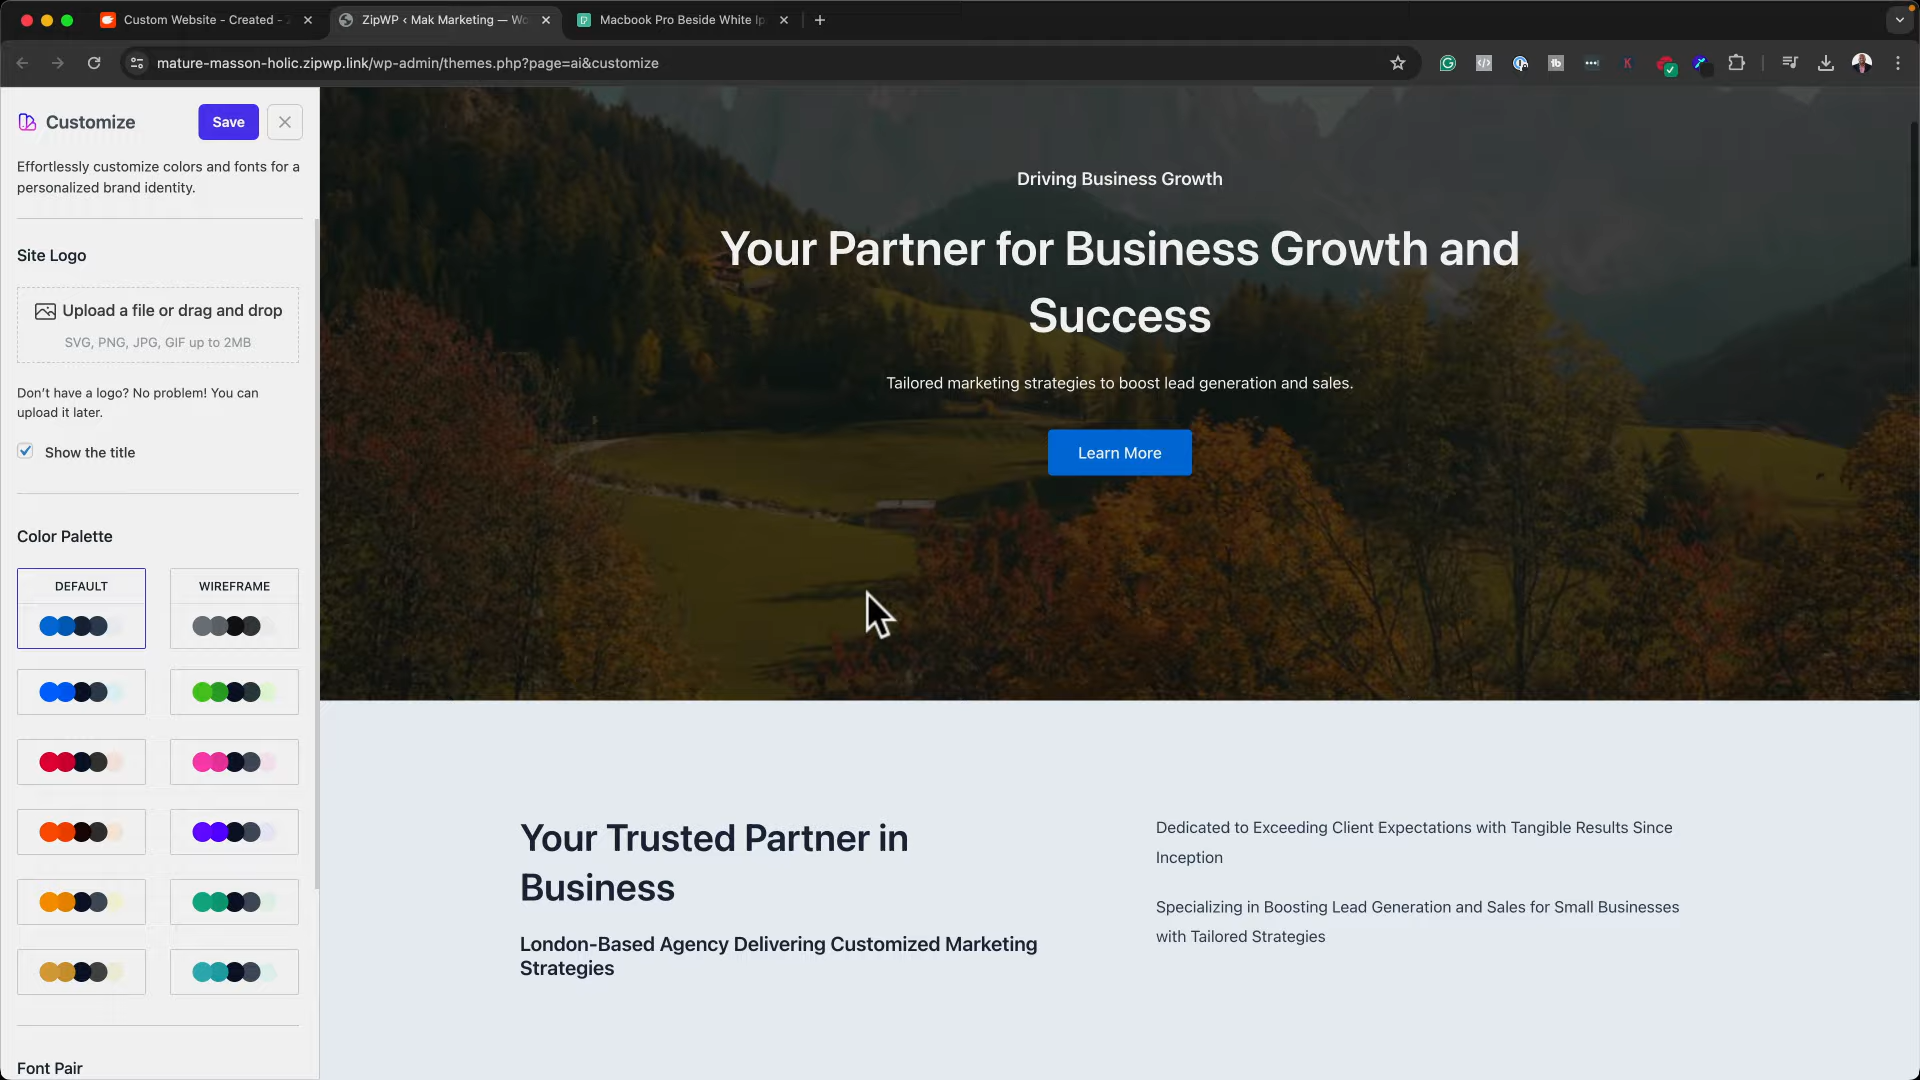 Custom Website - Created -
ZipWP ‹ Mak Marketing — Wo
Macbook Pro Beside White Ip
mature-masson-holic.zipwp.link/wp-admin/themes.php?page=ai&customize
Customize
Save
Effortlessly customize colors and fonts for a
personalized brand identity.
Site Logo
Upload a file or drag and drop
SVG, PNG, JPG, GIF up to 2MB
Don’t have a logo? No problem! You can
upload it later.
Show the title
Color Palette
DEFAULT
WIREFRAME
Font Pair
Driving Business Growth
Your Partner for Business Growth and
Success
Tailored marketing strategies to boost lead generation and sales.
Learn More
Your Trusted Partner in
Business
London-Based Agency Delivering Customized Marketing
Strategies
Dedicated to Exceeding Client Expectations with Tangible Results Since
Inception
Specializing in Boosting Lead Generation and Sales for Small Businesses
with Tailored Strategies